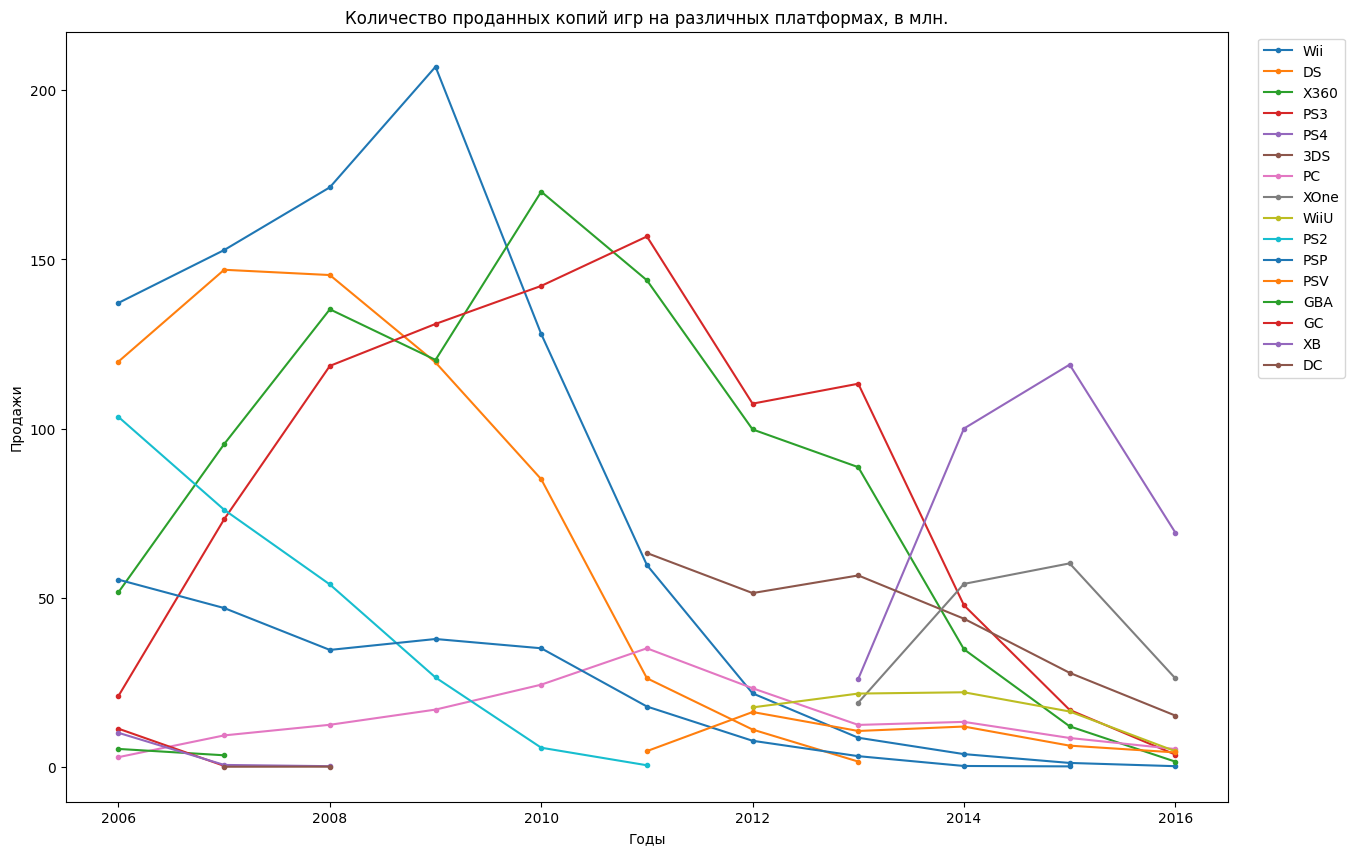 Количество проданных копий игр на различных платформах, в млн.
Wii
DS
X360
PS3
PS4
3DS
PC
XOne
WiiU
PS2
PSP
PSV
GBA
GC
XB
DC
Продажи
200
150
100
50
0
2006 2008 2010 2012 2014 2016
Годы